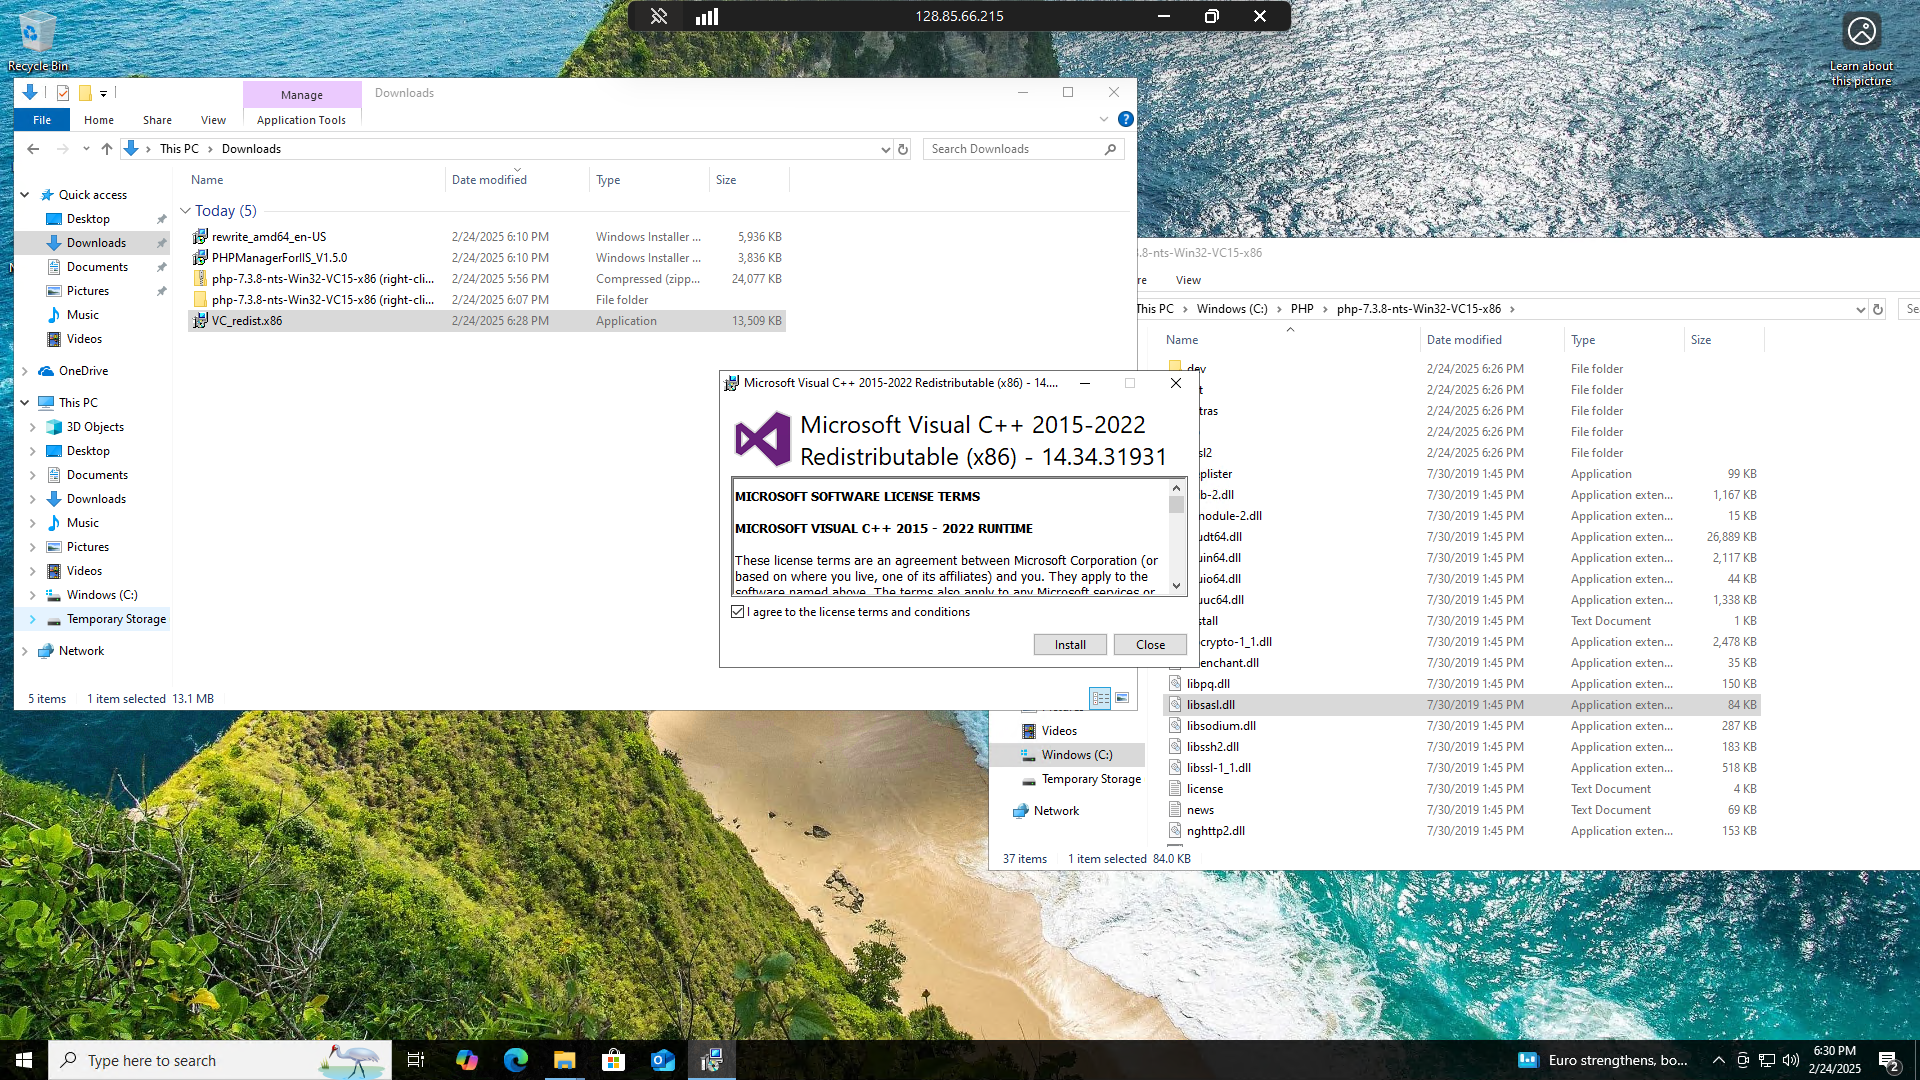 128.85.66.215
Recycle Bin
Learn about
this picture
Manage
Downloads
File
Home
Share
View
Application Tools
This PC
Downloads
Search Downloads
Name
Date modified
Type
Size
Quick access
Desktop
Downloads
Documents
Pictures
Music
Videos
OneDrive
This PC
3D Objects
Desktop
Documents
Downloads
Music
Pictures
Videos
Windows (C:)
Temporary Storage
Network
Today (5)
rewrite_amd64_en-US 2/24/2025 6:10 PM Windows Installer ... 5,936 KB
PHPManagerForIIS_V1.5.0 2/24/2025 6:10 PM Windows Installer ... 3,836 KB
php-7.3.8-nts-Win32-VC15-x86 (right-cli... 2/24/2025 5:56 PM Compressed (zipp... 24,077 KB
php-7.3.8-nts-Win32-VC15-x86 (right-cli... 2/24/2025 6:07 PM File folder
VC_redist.x86 2/24/2025 6:28 PM Application 13,509 KB
5 items 1 item selected 13.1 MB
Microsoft Visual C++ 2015-2022 Redistributable (x86) - 14....
Microsoft Visual C++ 2015-2022
Redistributable (x86) - 14.34.31931
MICROSOFT SOFTWARE LICENSE TERMS
MICROSOFT VISUAL C++ 2015 - 2022 RUNTIME
These license terms are an agreement between Microsoft Corporation (or
based on where you live, one of its affiliates) and you. They apply to the
software named above. The terms also apply to any Microsoft services or
I agree to the license terms and conditions
Install
Close
3.8-nts-Win32-VC15-x86
re
View
This PC
Windows (C:)
PHP
php-7.3.8-nts-Win32-VC15-x86
Se
Name
Date modified
Type
Size
dev 2/24/2025 6:26 PM File folder
t 2/24/2025 6:26 PM File folder
tras 2/24/2025 6:26 PM File folder
2/24/2025 6:26 PM File folder
sl2 2/24/2025 6:26 PM File folder
plister 7/30/2019 1:45 PM Application 99 KB
b-2.dll 7/30/2019 1:45 PM Application exten... 1,167 KB
module-2.dll 7/30/2019 1:45 PM Application exten... 15 KB
udt64.dll 7/30/2019 1:45 PM Application exten... 26,889 KB
uin64.dll 7/30/2019 1:45 PM Application exten... 2,117 KB
uio64.dll 7/30/2019 1:45 PM Application exten... 44 KB
uuc64.dll 7/30/2019 1:45 PM Application exten... 1,338 KB
stall 7/30/2019 1:45 PM Text Document 1 KB
crypto-1_1.dll 7/30/2019 1:45 PM Application exten... 2,478 KB
enchant.dll 7/30/2019 1:45 PM Application exten... 35 KB
libpq.dll 7/30/2019 1:45 PM Application exten... 150 KB
libsasl.dll 7/30/2019 1:45 PM Application exten... 84 KB
libsodium.dll 7/30/2019 1:45 PM Application exten... 287 KB
libssh2.dll 7/30/2019 1:45 PM Application exten... 183 KB
libssl-1_1.dll 7/30/2019 1:45 PM Application exten... 518 KB
license 7/30/2019 1:45 PM Text Document 4 KB
news 7/30/2019 1:45 PM Text Document 69 KB
nghttp2.dll 7/30/2019 1:45 PM Application exten... 153 KB
Videos
Windows (C:)
Temporary Storage
Network
37 items 1 item selected 84.0 KB
Type here to search
Euro strengthens, bo...
6:30 PM
2/24/2025
2